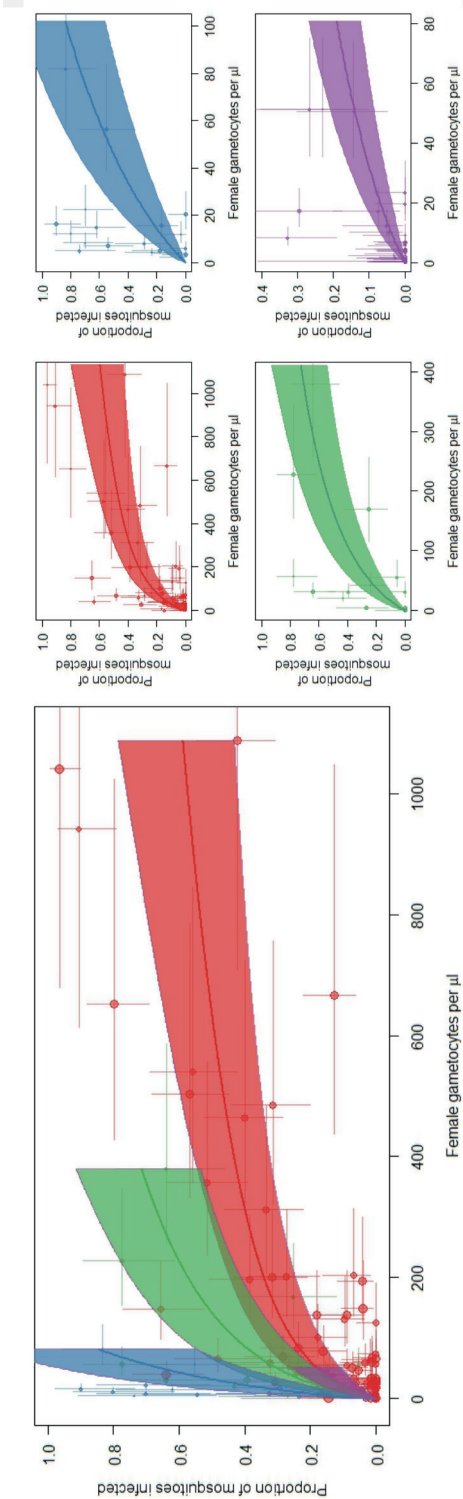 Proportion of mosquitoes infected
1.0
0.8
0.6
0.4
0.2
0.0
0 200 400 600 800 1000
Female gametocytes per µl
Proportion of
mosquitoes infected
1.0
0.8
0.6
0.4
0.2
0.0
0 200 400 600 800 1000
Female gametocytes per µl
Proportion of
mosquitoes infected
1.0
0.8
0.6
0.4
0.2
0.0
0 20 40 60 80 100
Female gametocytes per µl
Proportion of
mosquitoes infected
1.0
0.8
0.6
0.4
0.2
0.0
0 100 200 300 400
Female gametocytes per µl
Proportion of
mosquitoes infected
0.4
0.3
0.2
0.1
0.0
0 20 40 60 80
Female gametocytes per µl